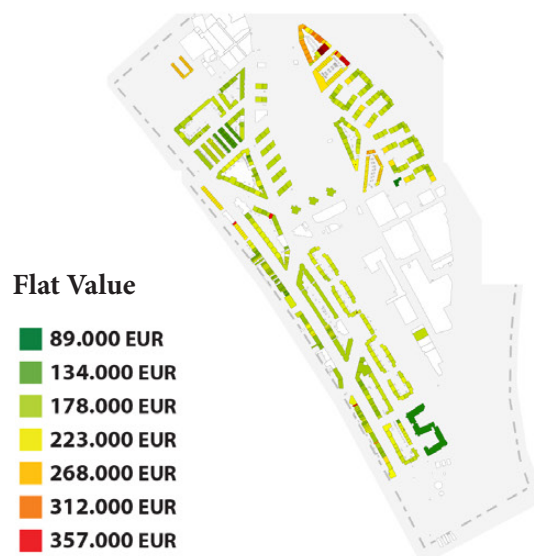 Flat Value
89.000 EUR
134.000 EUR
178.000 EUR
223.000 EUR
268.000 EUR
312.000 EUR
357.000 EUR